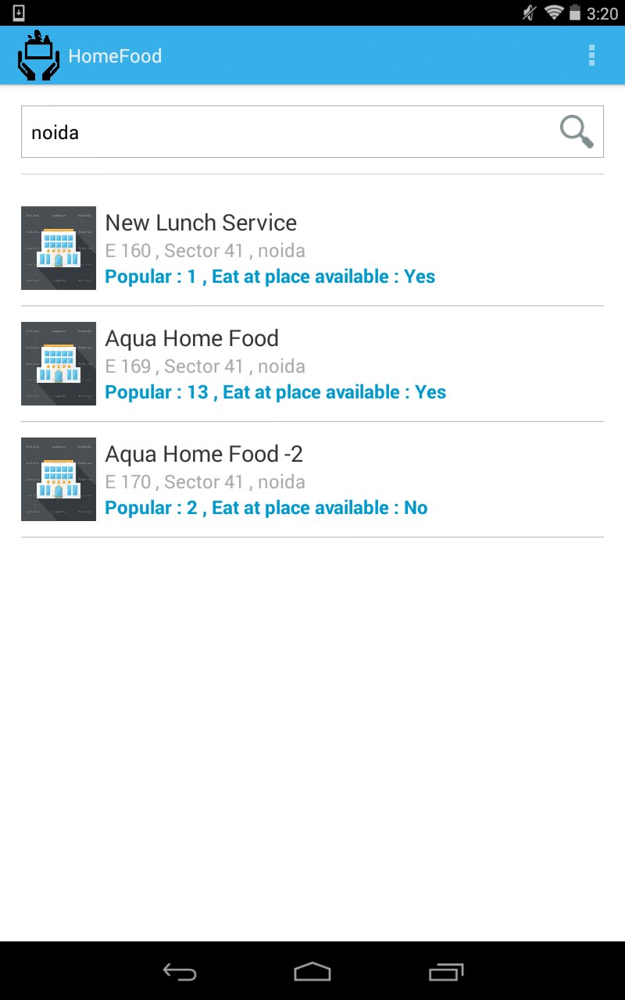 3:20
HomeFood
noida
New Lunch Service
E 160 , Sector 41 , noida
Popular : 1 , Eat at place available : Yes
Aqua Home Food
E 169 , Sector 41 , noida
Popular : 13 , Eat at place available : Yes
Aqua Home Food -2
E 170 , Sector 41 , noida
Popular : 2 , Eat at place available : No